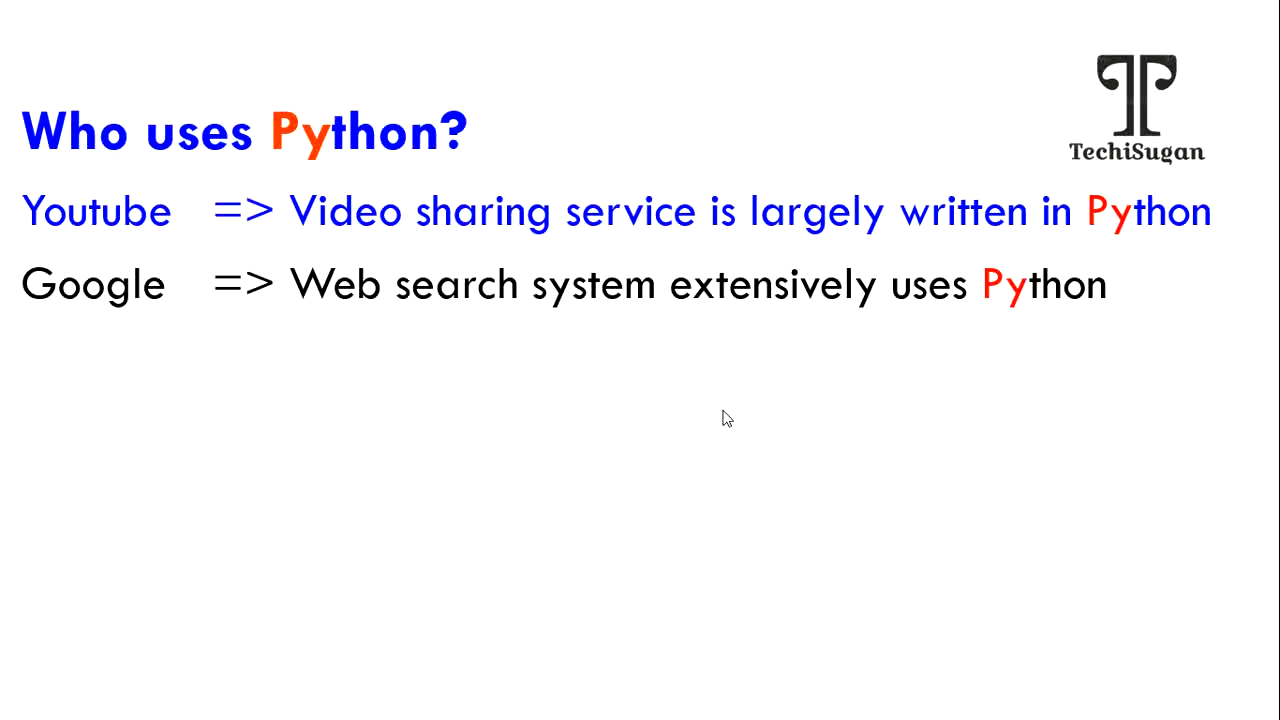 TechiSugan
Who uses Python?
Youtube => Video sharing service is largely written in Python
Google => Web search system extensively uses Python